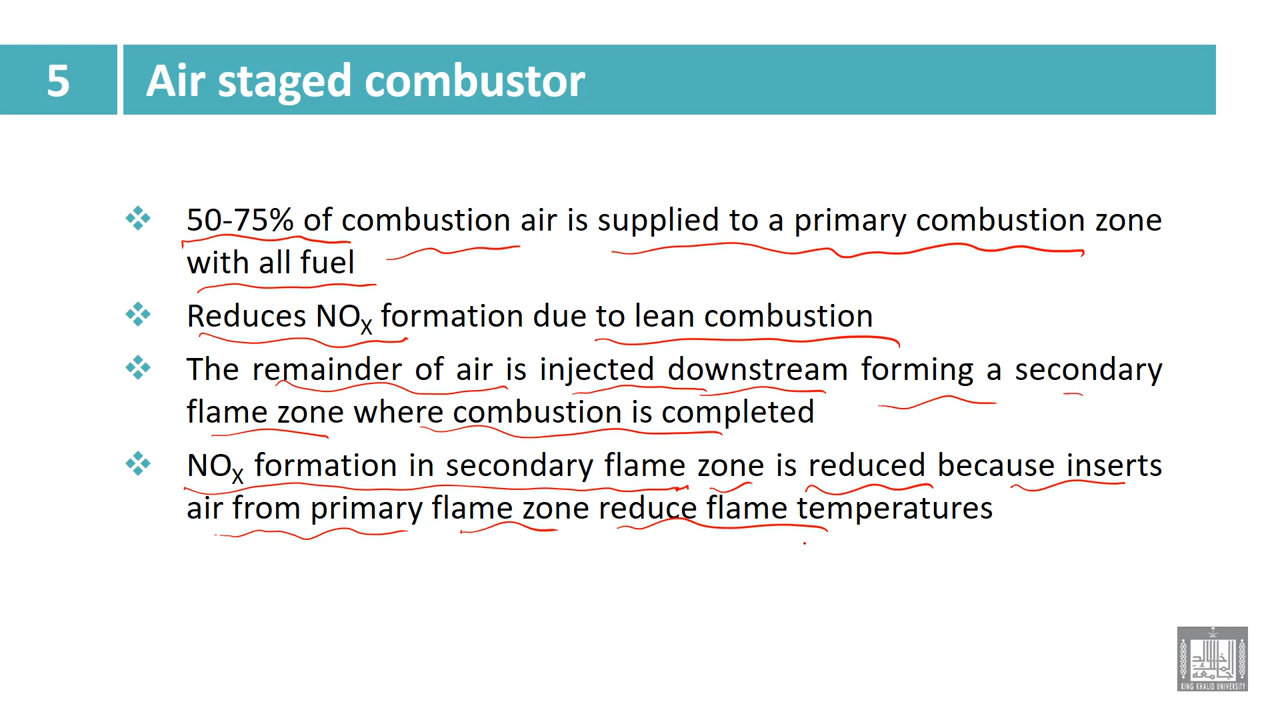 5
Air staged combustor
50-75% of combustion air is supplied to a primary combustion zone
with all fuel
Reduces NOX formation due to lean combustion
The remainder of air is injected downstream forming a secondary
flame zone where combustion is completed
NOX formation in secondary flame zone is reduced because inserts
air from primary flame zone reduce flame temperatures
KING KHALID UNIVERSITY